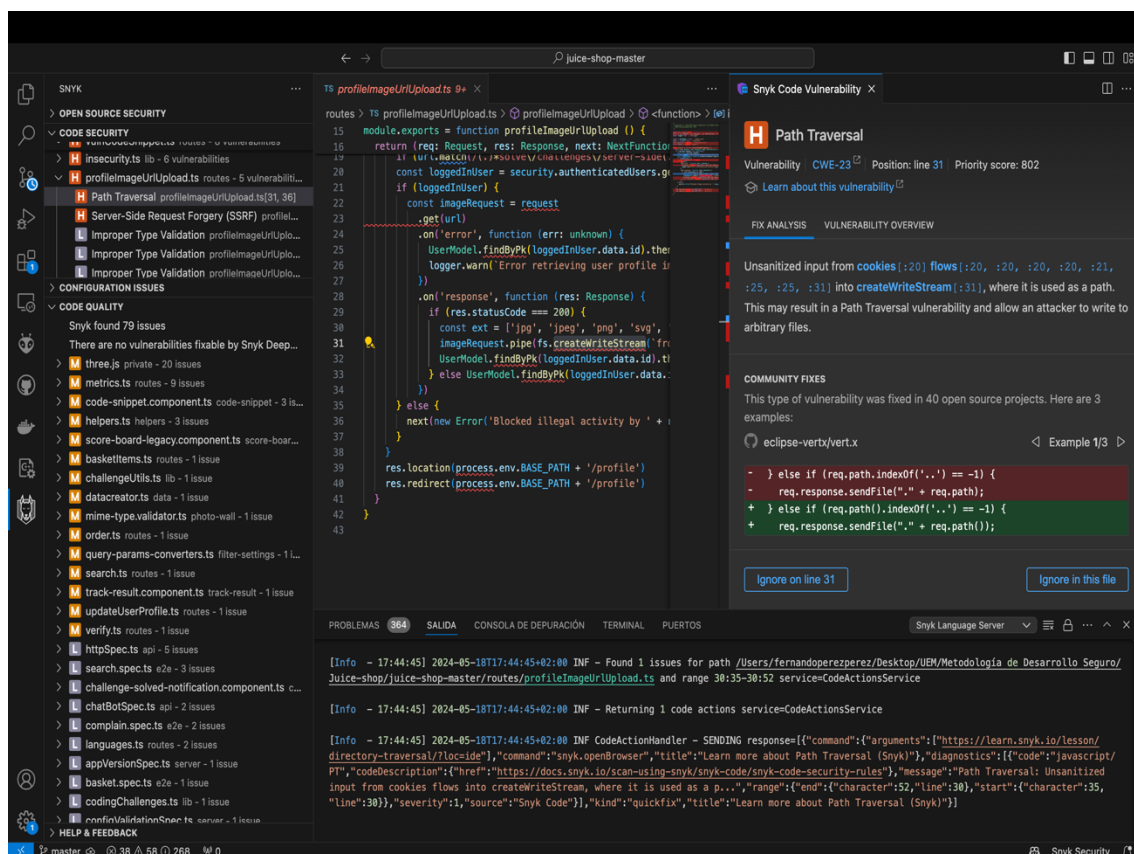 juice-shop-master
SNYK
OPEN SOURCE SECURITY
CODE SECURITY
insecurity.ts lib - 6 vulnerabilities
profileImageUrlUpload.ts routes - 5 vulnerabiliti...
Path Traversal profileImageUrlUpload.ts[31, 36]
Server-Side Request Forgery (SSRF) profileI...
Improper Type Validation profileImageUrlUplo...
Improper Type Validation profileImageUrlUplo...
Improper Type Validation profileImageUrlUplo...
CONFIGURATION ISSUES
CODE QUALITY
Snyk found 79 issues
There are no vulnerabilities fixable by Snyk Deep...
M three.js private - 20 issues
M metrics.ts routes - 9 issues
M code-snippet.component.ts code-snippet - 3 is...
M helpers.ts helpers - 3 issues
M score-board-legacy.component.ts score-boar...
M basketItems.ts routes - 1 issue
M challengeUtils.ts lib - 1 issue
M datacreator.ts data - 1 issue
M mime-type.validator.ts photo-wall - 1 issue
M order.ts routes - 1 issue
M query-params-converters.ts filter-settings - 1 i...
M search.ts routes - 1 issue
M track-result.component.ts track-result - 1 issue
M updateUserProfile.ts routes - 1 issue
M verify.ts routes - 1 issue
L httpSpec.ts api - 5 issues
L search.spec.ts e2e - 3 issues
L challenge-solved-notification.component.ts c...
L chatBotSpec.ts api - 2 issues
L complain.spec.ts e2e - 2 issues
L languages.ts routes - 2 issues
L appVersionSpec.ts server - 1 issue
L basket.spec.ts e2e - 1 issue
L codingChallenges.ts lib - 1 issue
L configValidationSpec.ts server - 1 issue
HELP & FEEDBACK
TS profileImageUrlUpload.ts 9+
routes > TS profileImageUrlUpload.ts > profileImageUrlUpload > <function>
15 module.exports = function profileImageUrlUpload () {
16 return (req: Request, res: Response, next: NextFunction
19 if (url.match(/(.)*solve\/challenges\/server-side(
20 const loggedInUser = security.authenticatedUsers.ge
21 if (loggedInUser) {
22 const imageRequest = request
23 .get(url)
24 .on('error', function (err: unknown) {
25 UserModel.findByPk(loggedInUser.data.id).then
26 logger.warn(`Error retrieving user profile im
27 })
28 .on('response', function (res: Response) {
29 if (res.statusCode === 200) {
30 const ext = ['jpg', 'jpeg', 'png', 'svg', '
31 imageRequest.pipe(fs.createWriteStream(`fro
32 UserModel.findByPk(loggedInUser.data.id).th
33 } else UserModel.findByPk(loggedInUser.data.
34 })
35 } else {
36 next(new Error('Blocked illegal activity by ' +
37 }
38 }
39 res.location(process.env.BASE_PATH + '/profile')
40 res.redirect(process.env.BASE_PATH + '/profile')
41 }
42 }
43
Snyk Code Vulnerability
H Path Traversal
Vulnerability | CWE-23 | Position: line 31 | Priority score: 802
Learn about this vulnerability
FIX ANALYSIS VULNERABILITY OVERVIEW
Unsanitized input from cookies[:20] flows[:20, :20, :20, :20, :21,
:25, :25, :31] into createWriteStream[:31], where it is used as a path.
This may result in a Path Traversal vulnerability and allow an attacker to write to
arbitrary files.
COMMUNITY FIXES
This type of vulnerability was fixed in 40 open source projects. Here are 3
examples:
eclipse-vertx/vert.x Example 1/3
- } else if (req.path.indexOf('..') == -1) {
- req.response.sendFile("." + req.path);
+ } else if (req.path().indexOf('..') == -1) {
+ req.response.sendFile("." + req.path());
Ignore on line 31 Ignore in this file
PROBLEMAS 364 SALIDA CONSOLA DE DEPURACIÓN TERMINAL PUERTOS Snyk Language Server
[Info - 17:44:45] 2024-05-18T17:44:45+02:00 INF - Found 1 issues for path /Users/fernandoperezperez/Desktop/UEM/Metodología de Desarrollo Seguro/
Juice-shop/juice-shop-master/routes/profileImageUrlUpload.ts and range 30:35-30:52 service=CodeActionsService
[Info - 17:44:45] 2024-05-18T17:44:45+02:00 INF - Returning 1 code actions service=CodeActionsService
[Info - 17:44:45] 2024-05-18T17:44:45+02:00 INF CodeActionHandler - SENDING response=[{"command":{"arguments":["https://learn.snyk.io/lesson/
directory-traversal/?loc=ide"],"command":"snyk.openBrowser","title":"Learn more about Path Traversal (Snyk)"},"diagnostics":[{"code":"javascript/
PT","codeDescription":{"href":"https://docs.snyk.io/scan-using-snyk/snyk-code/snyk-code-security-rules"},"message":"Path Traversal: Unsanitized
input from cookies flows into createWriteStream, where it is used as a p...","range":{"end":{"character":52,"line":30},"start":{"character":35,
"line":30}},"severity":1,"source":"Snyk Code"}],"kind":"quickfix","title":"Learn more about Path Traversal (Snyk)"}]
master 38 58 268 0 Snyk Security